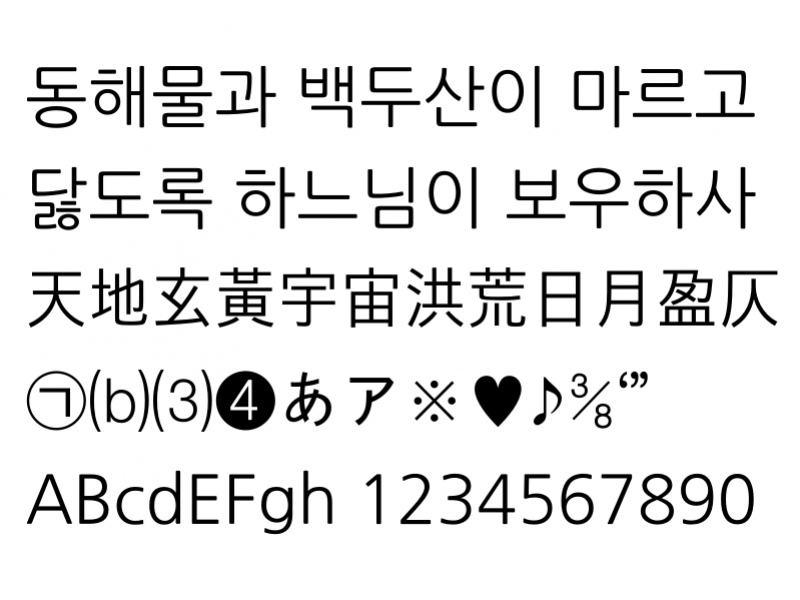 동해물과 백두산이 마르고
닳도록 하느님이 보우하사
天地玄黃宇宙洪荒日月盈仄
㉠⒝⑶❹あア※♥♪⅜“”
ABcdEFgh 1234567890